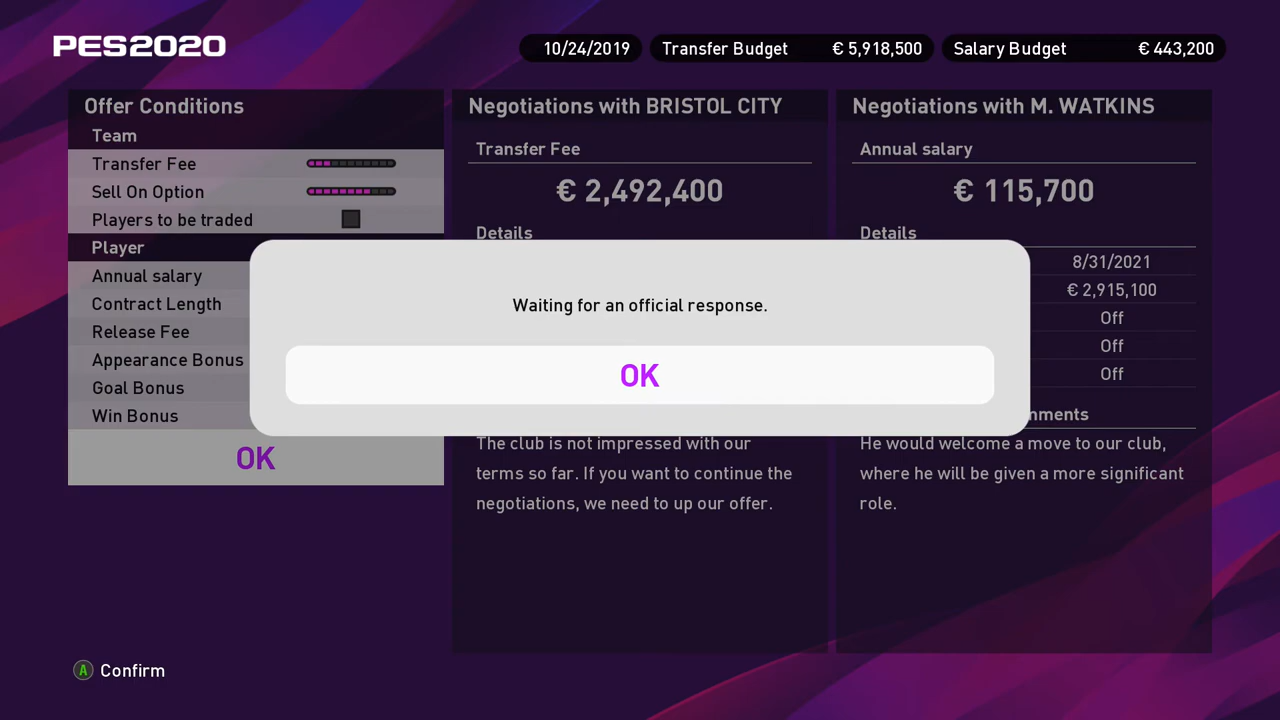 PES2020
10/24/2019
Transfer Budget € 5,918,500
Salary Budget € 443,200
Offer Conditions
Team
Transfer Fee
Sell On Option
Players to be traded
Player
Annual salary
Contract Length
Release Fee
Appearance Bonus
Goal Bonus
Win Bonus
OK
Negotiations with BRISTOL CITY
Transfer Fee
€ 2,492,400
Details
The club is not impressed with our
terms so far. If you want to continue the
negotiations, we need to up our offer.
Negotiations with M. WATKINS
Annual salary
€ 115,700
Details
8/31/2021
€ 2,915,100
Off
Off
Off
He would welcome a move to our club,
where he will be given a more significant
role.
Waiting for an official response.
OK
A Confirm